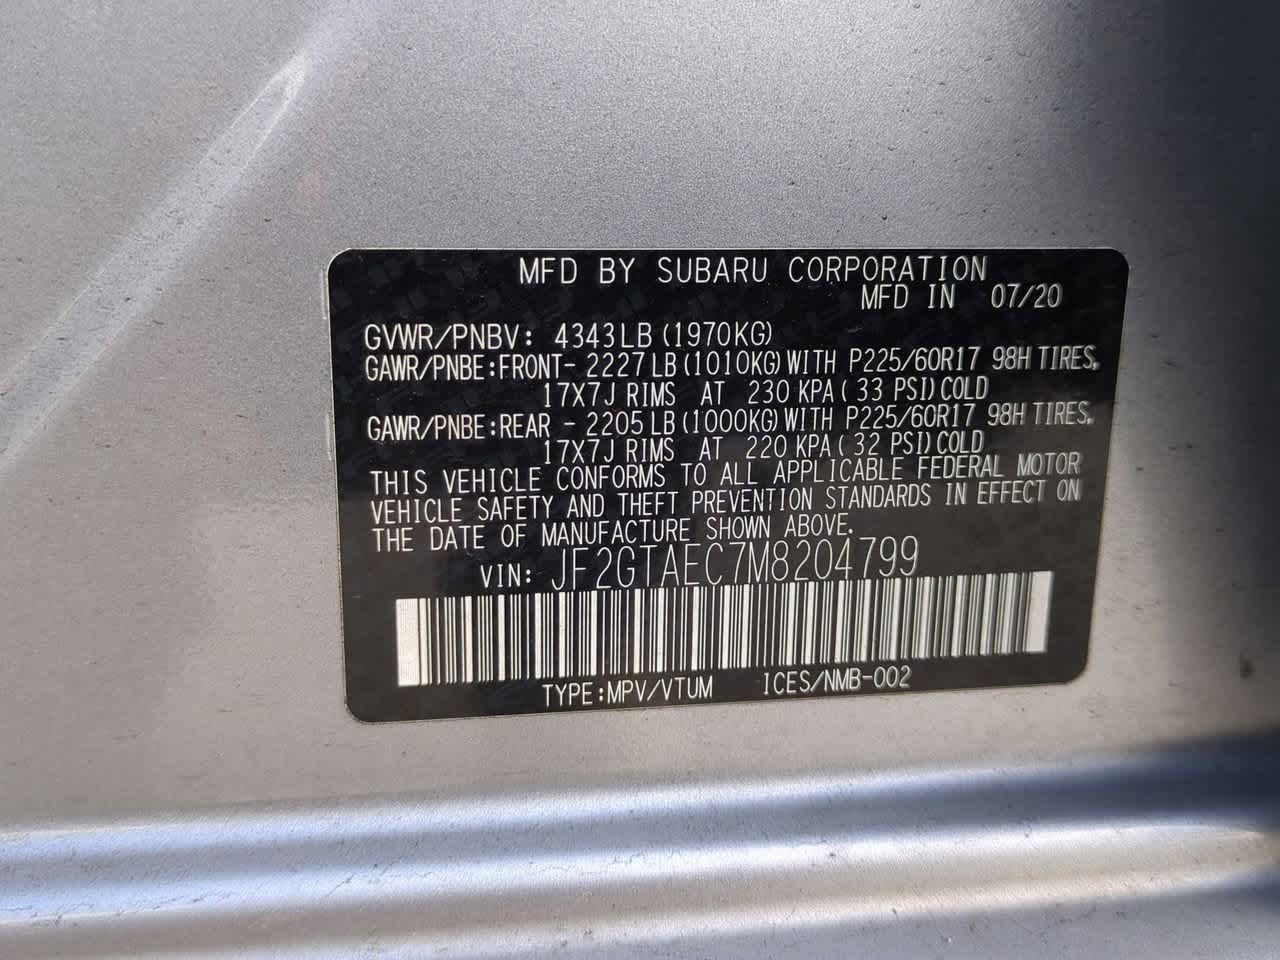 MFD BY SUBARU CORPORATION
MFD IN 07/20
GVWR/PNBV: 4343LB (1970KG)
GAWR/PNBE:FRONT- 2227 LB (1010KG) WITH P225/60R17 98H TIRES,
17X7J RIMS AT 230 KPA ( 33 PSI) COLD
GAWR/PNBE:REAR - 2205 LB (1000KG) WITH P225/60R17 98H TIRES,
17X7J RIMS AT 220 KPA ( 32 PSI) COLD
THIS VEHICLE CONFORMS TO ALL APPLICABLE FEDERAL MOTOR
VEHICLE SAFETY AND THEFT PREVENTION STANDARDS IN EFFECT ON
THE DATE OF MANUFACTURE SHOWN ABOVE.
VIN: JF2GTAEC7M8204799
TYPE:MPV/VTUM ICES/NMB-002